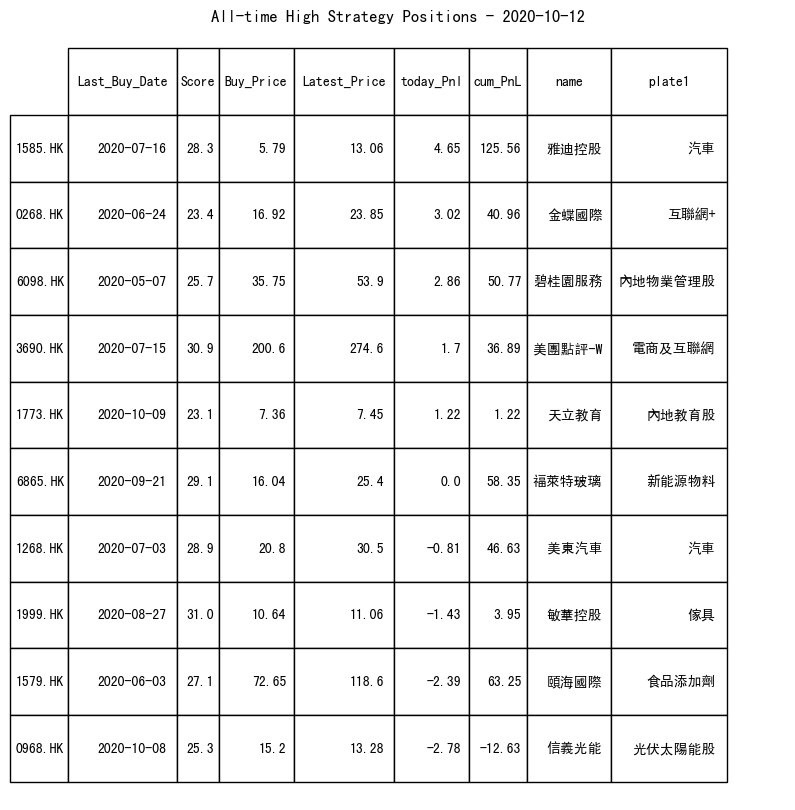 All-time High Strategy Positions - 2020-10-12
Last_Buy_Date Score Buy_Price Latest_Price today_Pnl cum_PnL name plate1
1585.HK 2020-07-16 28.3 5.79 13.06 4.65 125.56 雅迪控股 汽車
0268.HK 2020-06-24 23.4 16.92 23.85 3.02 40.96 金蝶國際 互聯網+
6098.HK 2020-05-07 25.7 35.75 53.9 2.86 50.77 碧桂園服務 內地物業管理股
3690.HK 2020-07-15 30.9 200.6 274.6 1.7 36.89 美團點評-W 電商及互聯網
1773.HK 2020-10-09 23.1 7.36 7.45 1.22 1.22 天立教育 內地教育股
6865.HK 2020-09-21 29.1 16.04 25.4 0.0 58.35 福萊特玻璃 新能源物料
1268.HK 2020-07-03 28.9 20.8 30.5 -0.81 46.63 美東汽車 汽車
1999.HK 2020-08-27 31.0 10.64 11.06 -1.43 3.95 敏華控股 傢具
1579.HK 2020-06-03 27.1 72.65 118.6 -2.39 63.25 頤海國際 食品添加劑
0968.HK 2020-10-08 25.3 15.2 13.28 -2.78 -12.63 信義光能 光伏太陽能股